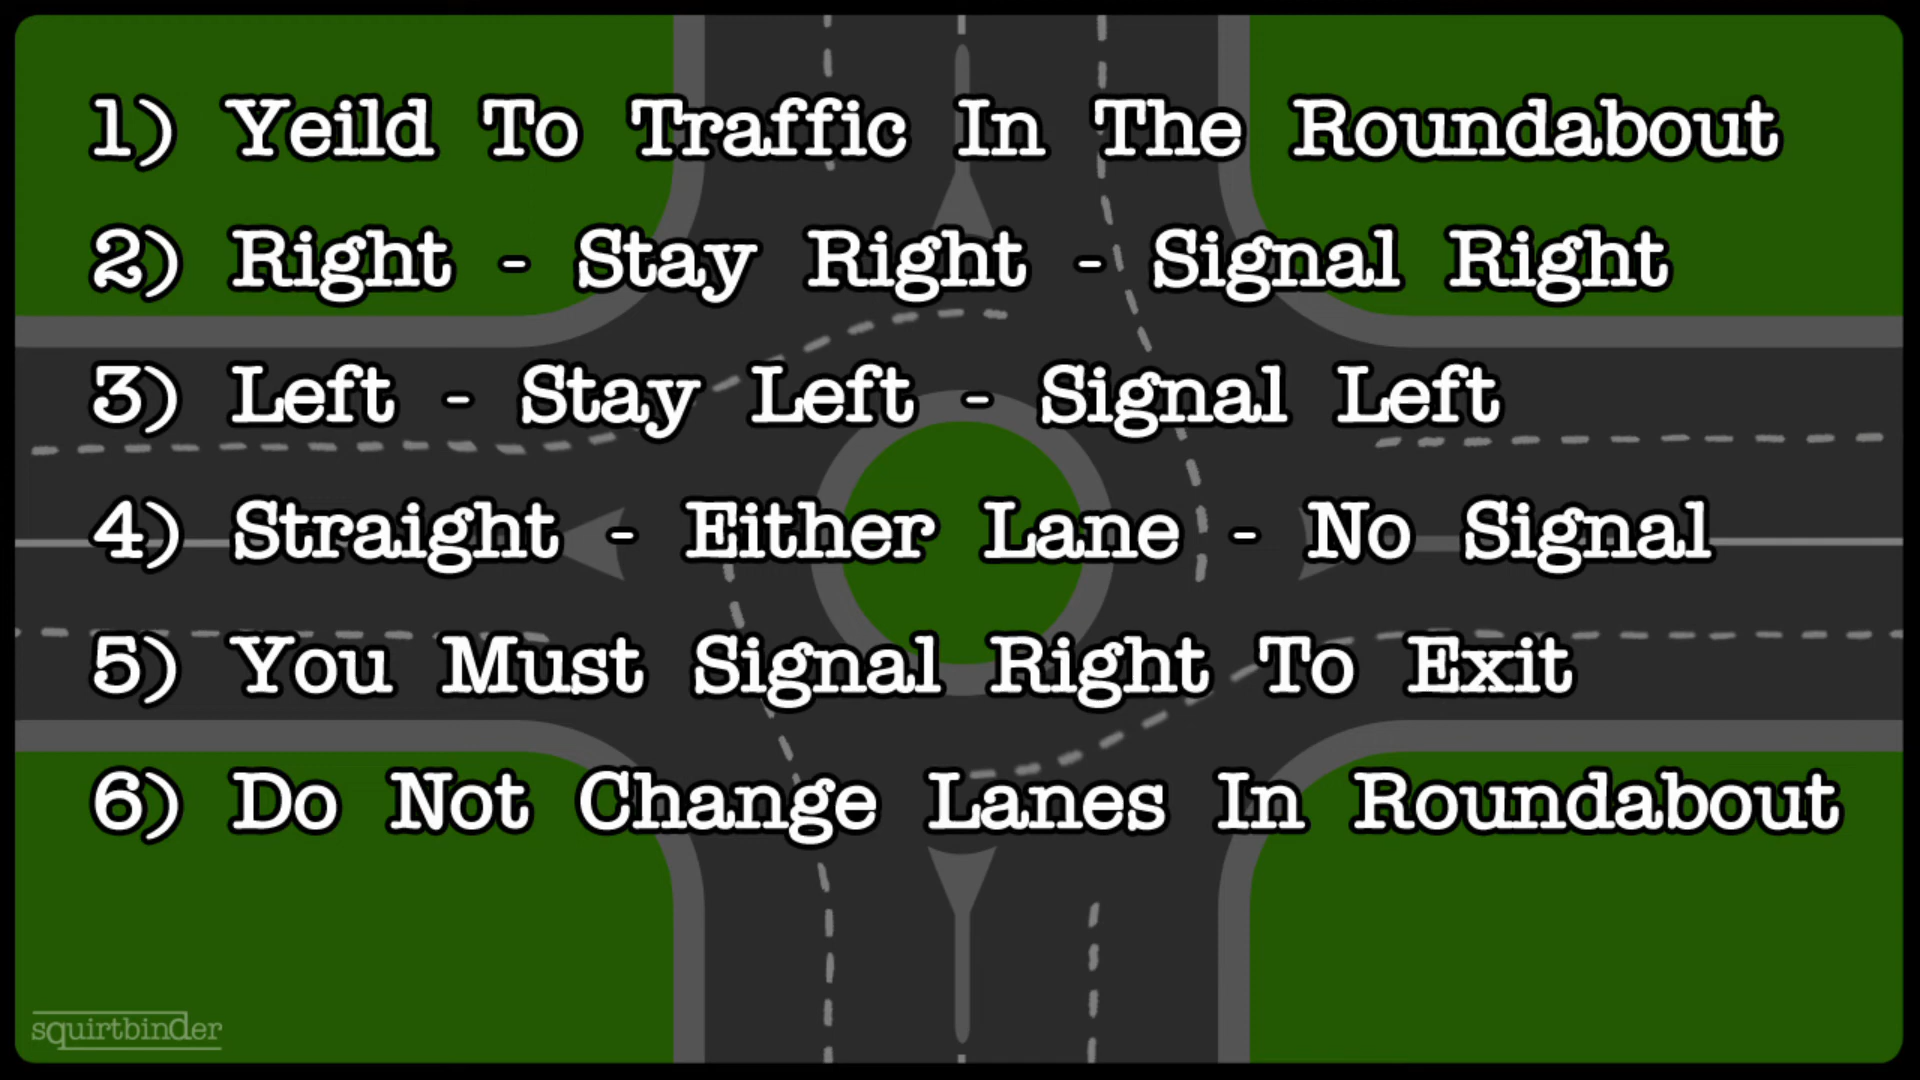 1) Yeild To Traffic In The Roundabout
2) Right - Stay Right - Signal Right
3) Left - Stay Left - Signal Left
4) Straight - Either Lane - No Signal
5) You Must Signal Right To Exit
6) Do Not Change Lanes In Roundabout
squirtbinder